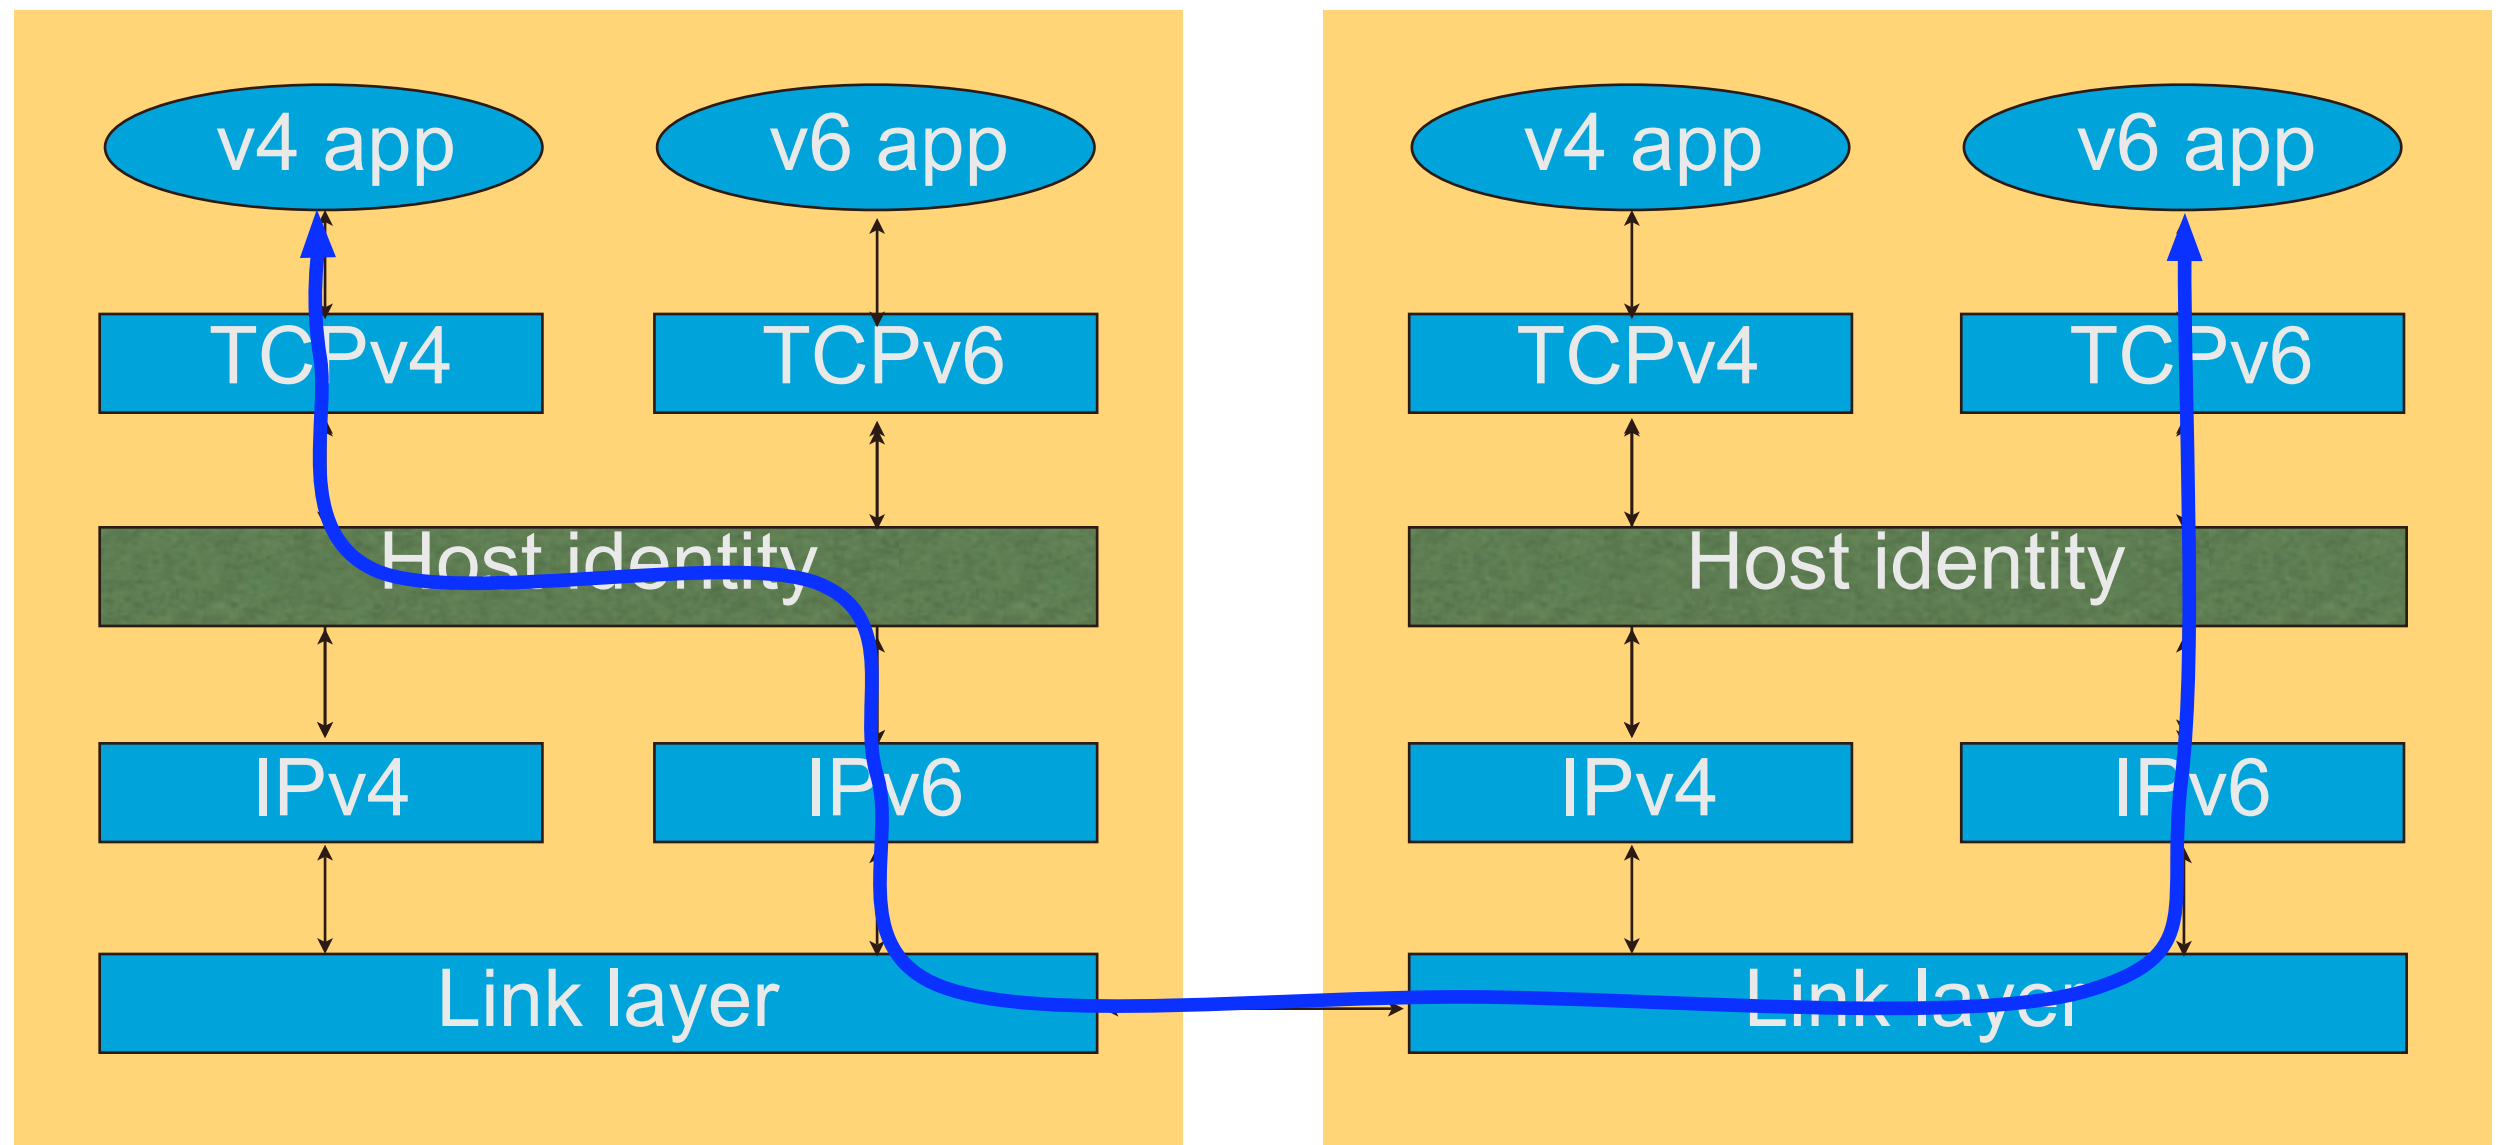 v4 app v6 app v4 app v6 app
TCPv4 TCPv6 TCPv4 TCPv6
Host identity Host identity
IPv4 IPv6 IPv4 IPv6
Link layer Link layer